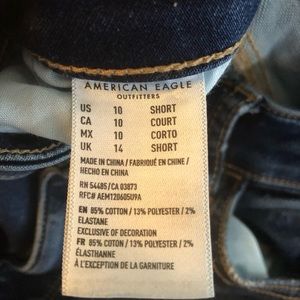 AMERICAN EAGLE
OUTFITTERS
US 10 SHORT
CA 10 COURT
MX 10 CORTO
UK 14 SHORT
MADE IN CHINA / FABRIQUÉ EN CHINE /
HECHO EN CHINA
RN 54485/CA 03873
RFC# AEM120605U9A
EN 85% COTTON / 13% POLYESTER / 2%
ELASTANE
EXCLUSIVE OF DECORATION
FR 85% COTON / 13% POLYESTER / 2%
ÉLASTHANNE
À L'EXCEPTION DE LA GARNITURE